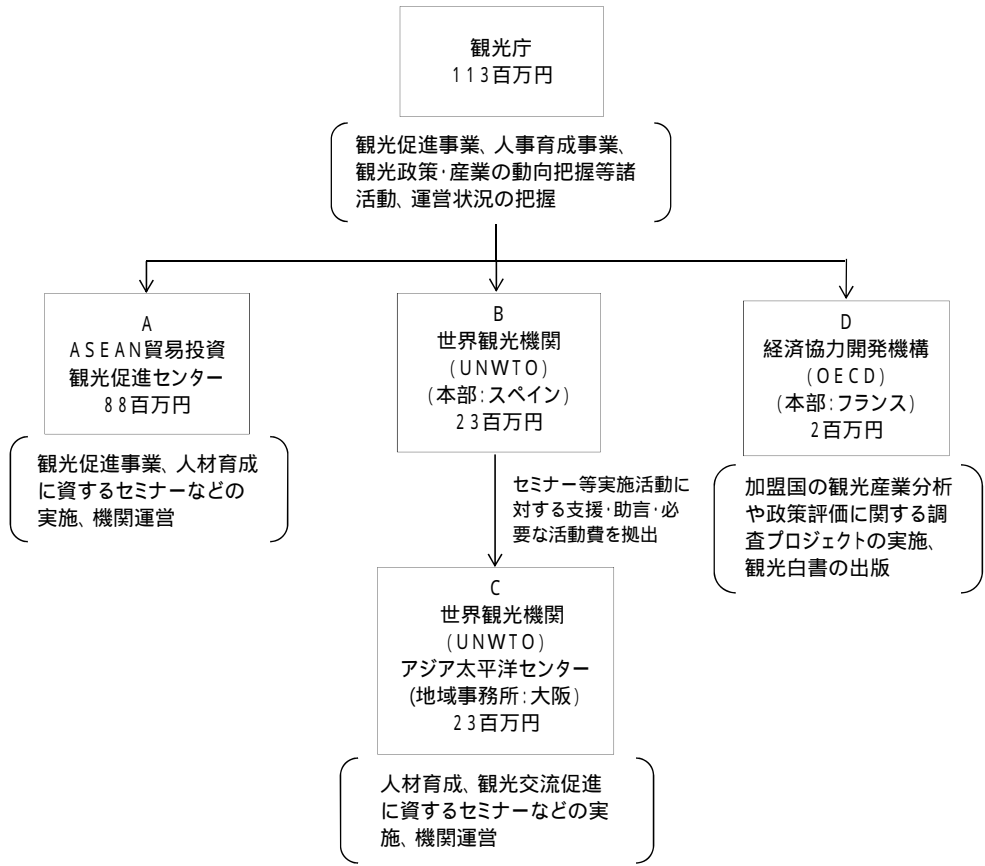 観光庁
113百万円
観光促進事業、人事育成事業、
観光政策・産業の動向把握等諸
活動、運営状況の把握
A
ASEAN貿易投資
観光促進センター
88百万円
観光促進事業、人材育成
に資するセミナーなどの
実施、機関運営
B
世界観光機関
(UNWTO)
(本部:スペイン)
23百万円
セミナー等実施活動に
対する支援・助言・必
要な活動費を拠出
C
世界観光機関
(UNWTO)
アジア太平洋センター
(地域事務所:大阪)
23百万円
人材育成、観光交流促進
に資するセミナーなどの実
施、機関運営
D
経済協力開発機構
(OECD)
(本部:フランス)
2百万円
加盟国の観光産業分析
や政策評価に関する調
査プロジェクトの実施、
観光白書の出版